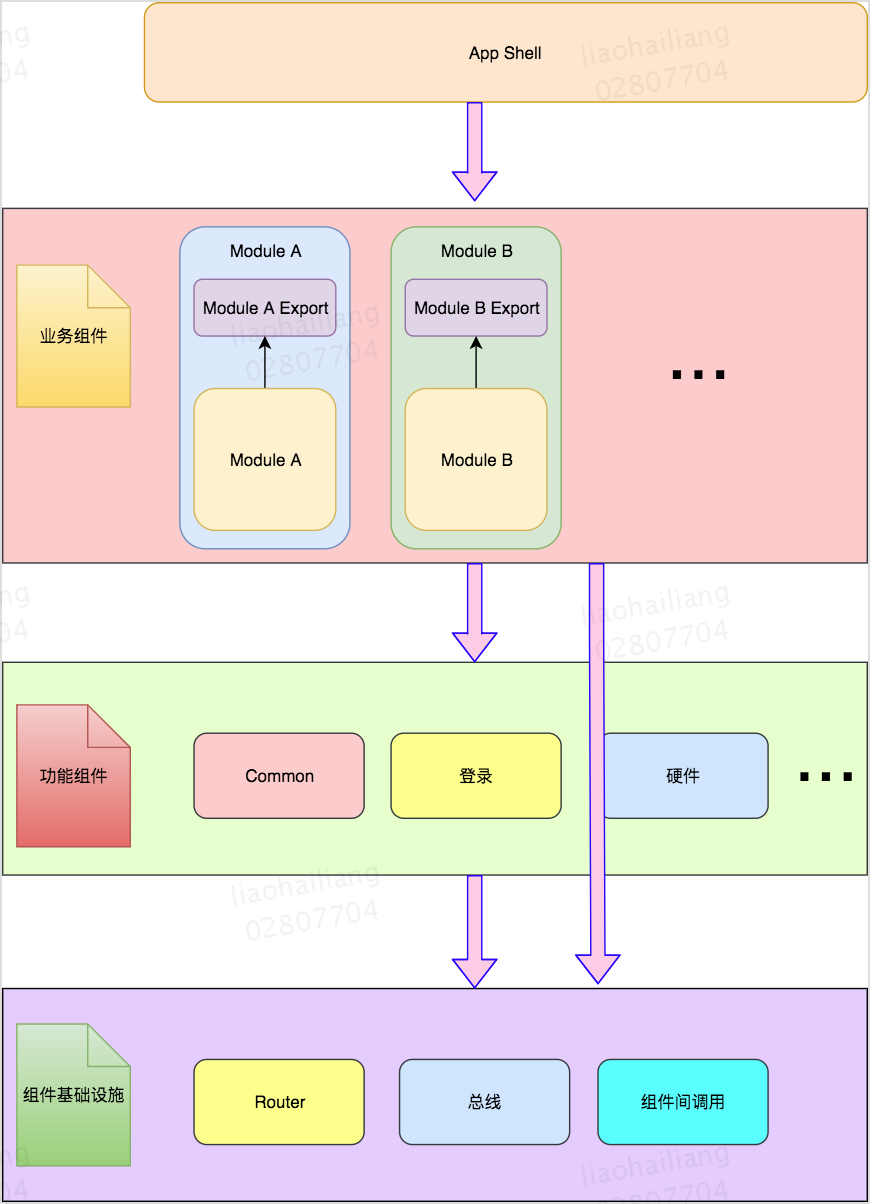 App Shell
liaohailiang
02807704
业务组件
Module A
Module A Export
Module A
Module B
Module B Export
Module B
...
liaohailiang
02807704
liaohailiang
02807704
功能组件
Common
登录
硬件
...
liaohailiang
02807704
组件基础设施
Router
总线
组件间调用
liaohailiang